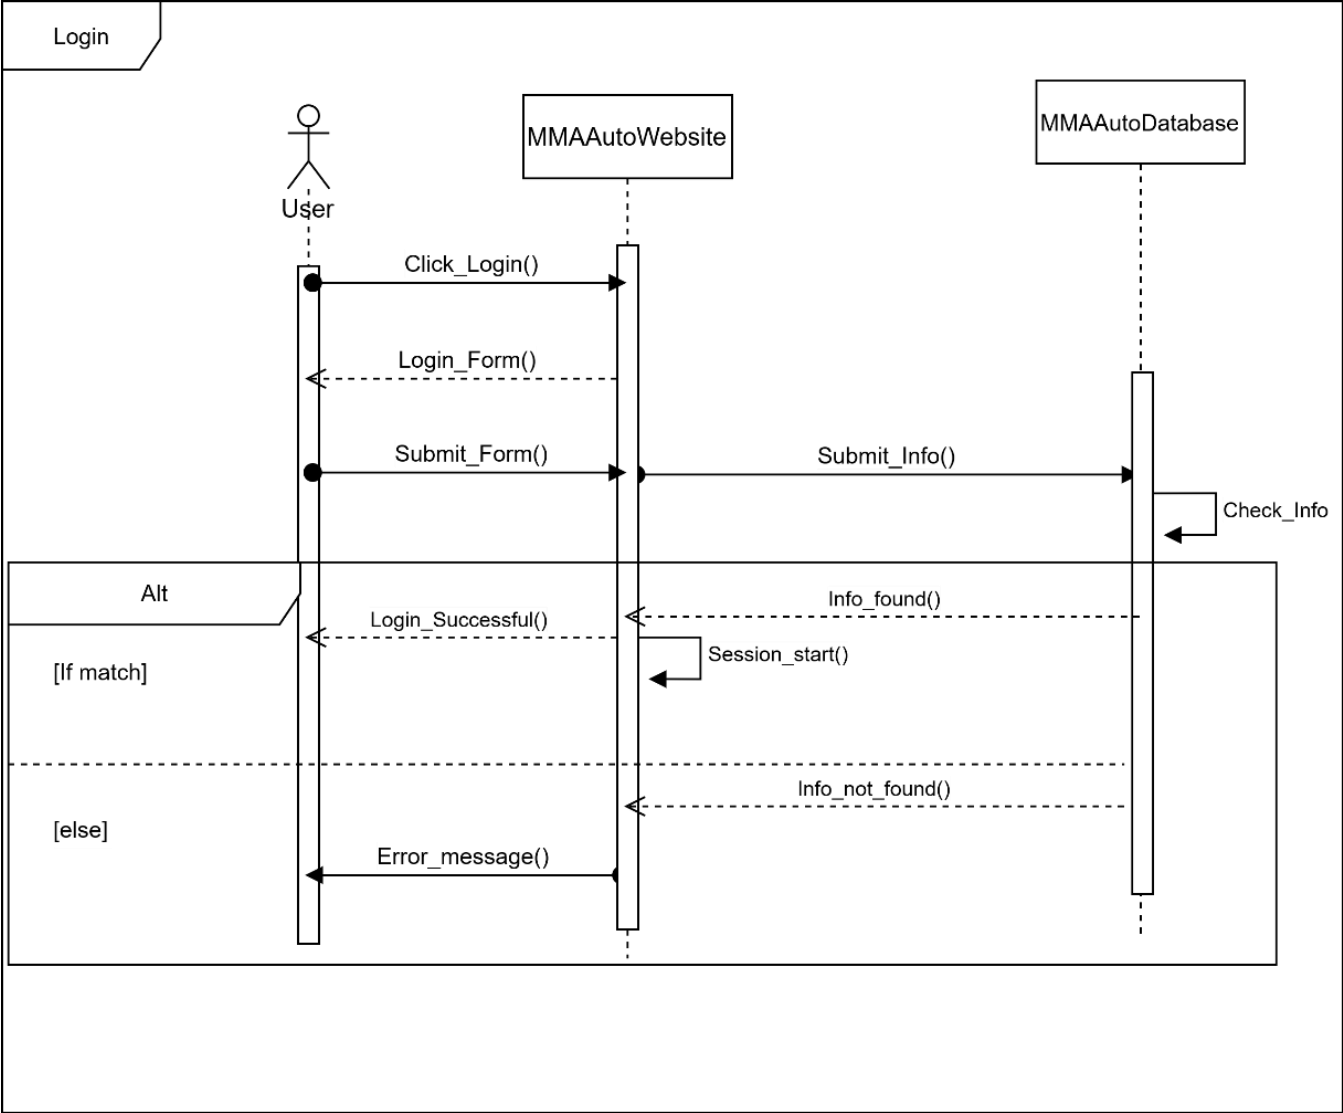 Login
MMAAutoWebsite
MMAAutoDatabase
User
Click_Login()
Login_Form()
Submit_Form()
Submit_Info()
Check_Info
Alt
Info_found()
Login_Successful()
Session_start()
[If match]
Info_not_found()
[else]
Error_message()